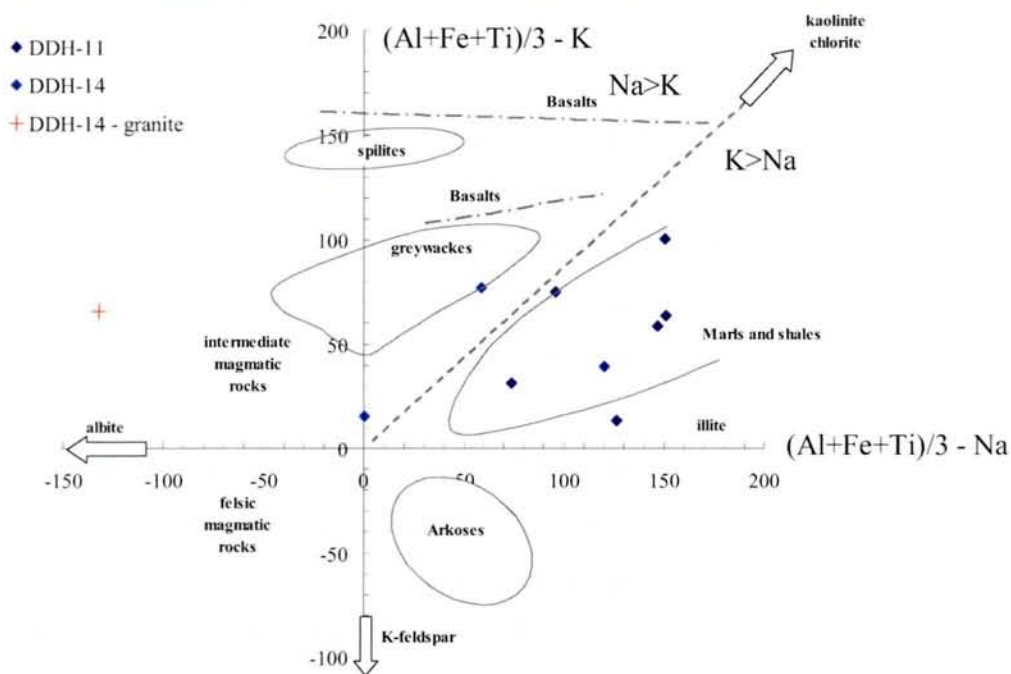 DDH-11
DDH-14
DDH-14 - granite
200
(Al+Fe+Ti)/3 - K
kaolinite
chlorite
Na>K
Basalts
150
spilites
K>Na
Basalts
100
greywackes
50
intermediate
magmatic
rocks
Marls and shales
albite
illite
0
(Al+Fe+Ti)/3 - Na
-150
-100
-50
0
50
100
150
200
felsic
magmatic
rocks
Arkoses
-50
K-feldspar
-100